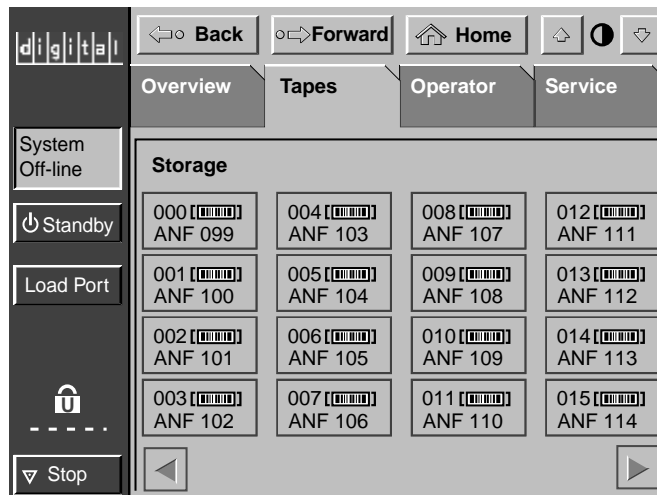 digital
Back Forward Home
Overview Tapes Operator Service
System
Off-line
Standby
Load Port
U
Stop
Storage
000 004 008 012
ANF 099 ANF 103 ANF 107 ANF 111
001 005 009 013
ANF 100 ANF 104 ANF 108 ANF 112
002 006 010 014
ANF 101 ANF 105 ANF 109 ANF 113
003 007 011 015
ANF 102 ANF 106 ANF 110 ANF 114